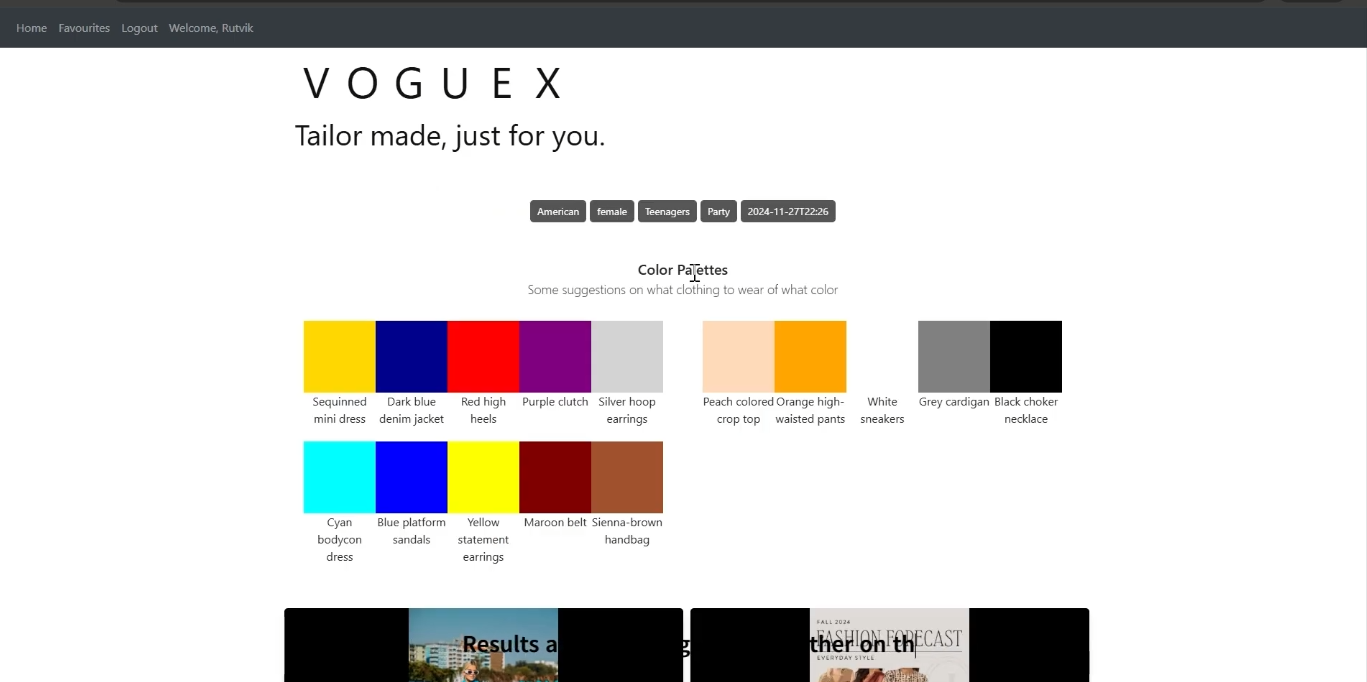 Home Favourites Logout Welcome, Rutvik
VOGUEX
Tailor made, just for you.
American female Teenagers Party 2024-11-27T22:26
Color Palettes
Some suggestions on what clothing to wear of what color
Sequinned mini dress
Dark blue denim jacket
Red high heels
Purple clutch
Silver hoop earrings
Peach colored crop top
Orange high-waisted pants
White sneakers
Grey cardigan
Black choker necklace
Cyan bodycon dress
Blue platform sandals
Yellow statement earrings
Maroon belt
Sienna-brown handbag
FALL 2024
FASHION FORECAST
EVERYDAY STYLE
Results
on th